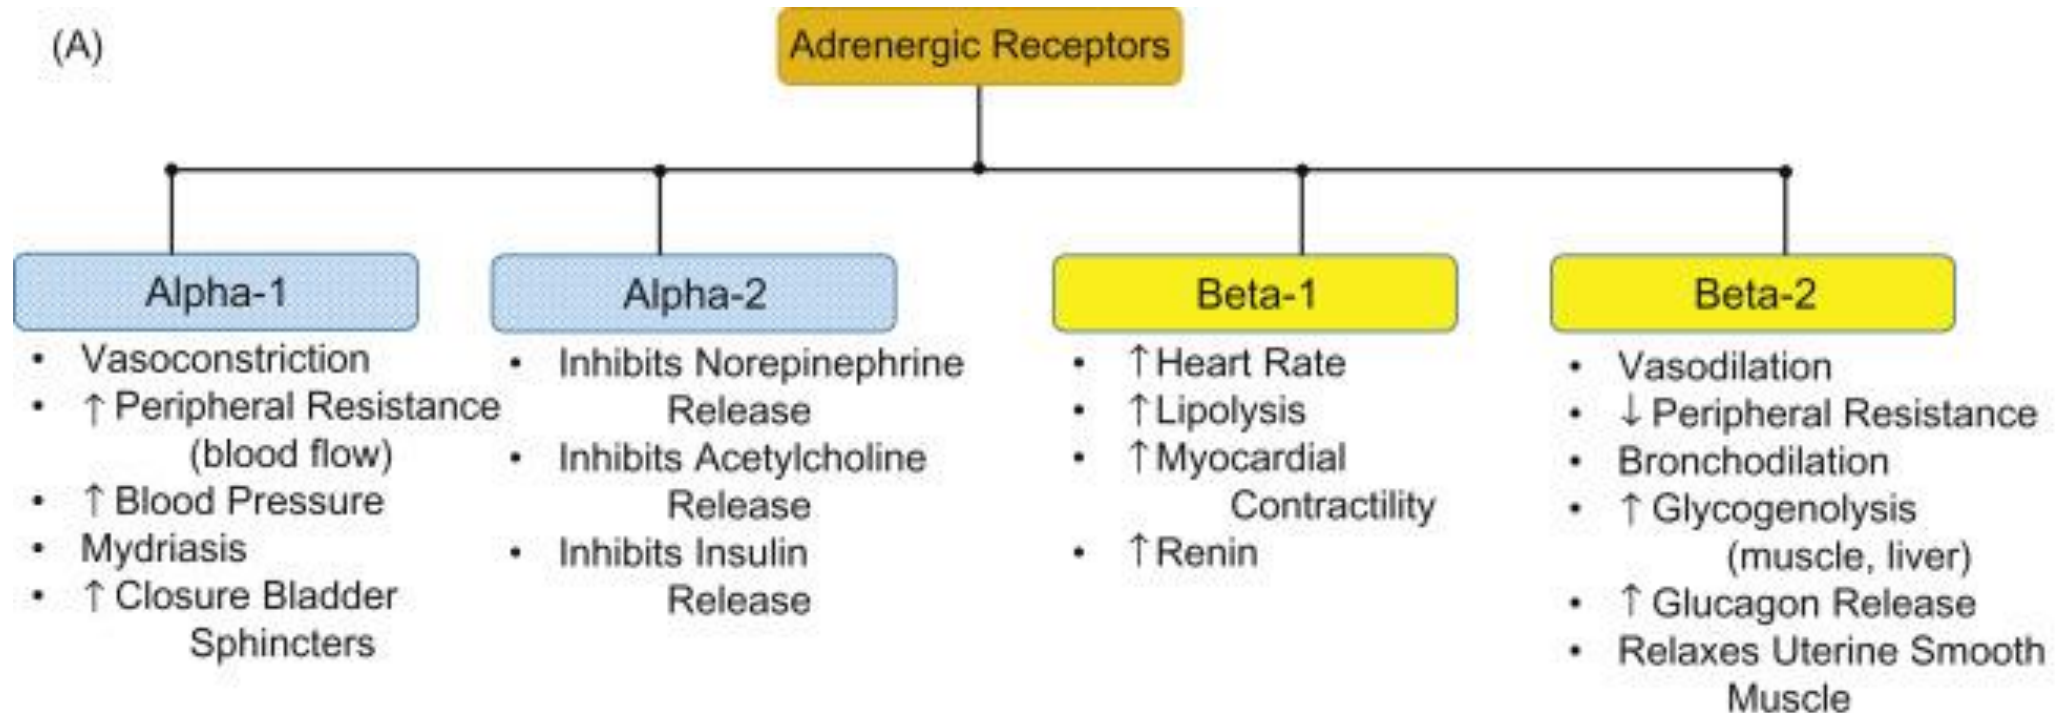 (A)
Adrenergic Receptors
Alpha-1
• Vasoconstriction
• ↑ Peripheral Resistance
(blood flow)
• ↑ Blood Pressure
• Mydriasis
• ↑ Closure Bladder
Sphincters
Alpha-2
• Inhibits Norepinephrine
Release
• Inhibits Acetylcholine
Release
• Inhibits Insulin
Release
Beta-1
• ↑ Heart Rate
• ↑ Lipolysis
• ↑ Myocardial
Contractility
• ↑ Renin
Beta-2
• Vasodilation
• ↓ Peripheral Resistance
• Bronchodilation
• ↑ Glycogenolysis
(muscle, liver)
• ↑ Glucagon Release
• Relaxes Uterine Smooth
Muscle